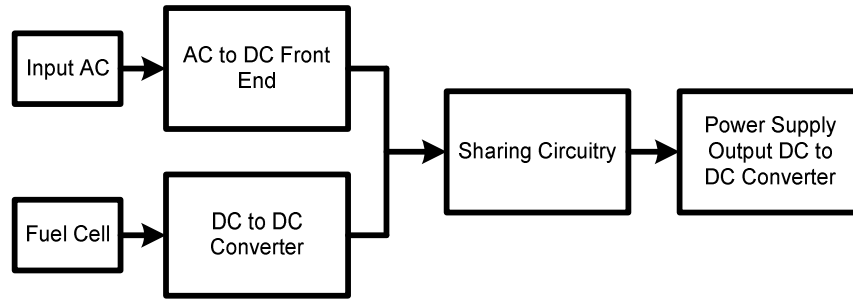 Input AC
AC to DC Front
End
Sharing Circuitry
Power Supply
Output DC to
DC Converter
Fuel Cell
DC to DC
Converter